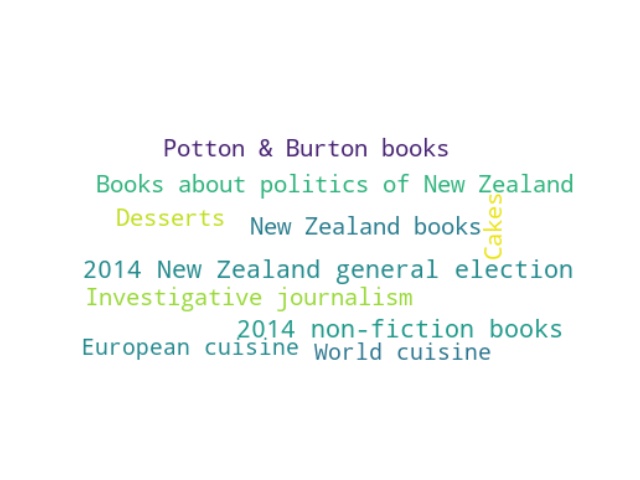 Potton & Burton books
Books about politics of New Zealand
Desserts
New Zealand books
Cakes
2014 New Zealand general election
Investigative journalism
2014 non-fiction books
European cuisine
World cuisine